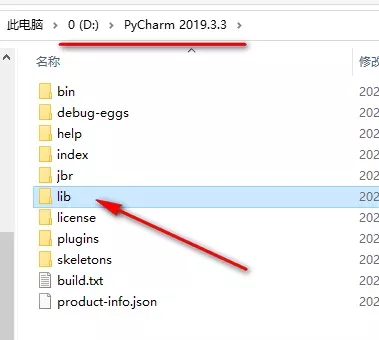 此电脑 › 0 (D:) › PyCharm 2019.3.3 ›
名称 修改
bin 202
debug-eggs 202
help 202
index 202
jbr 202
lib 202
license 202
plugins 202
skeletons 202
build.txt 202
product-info.json 202